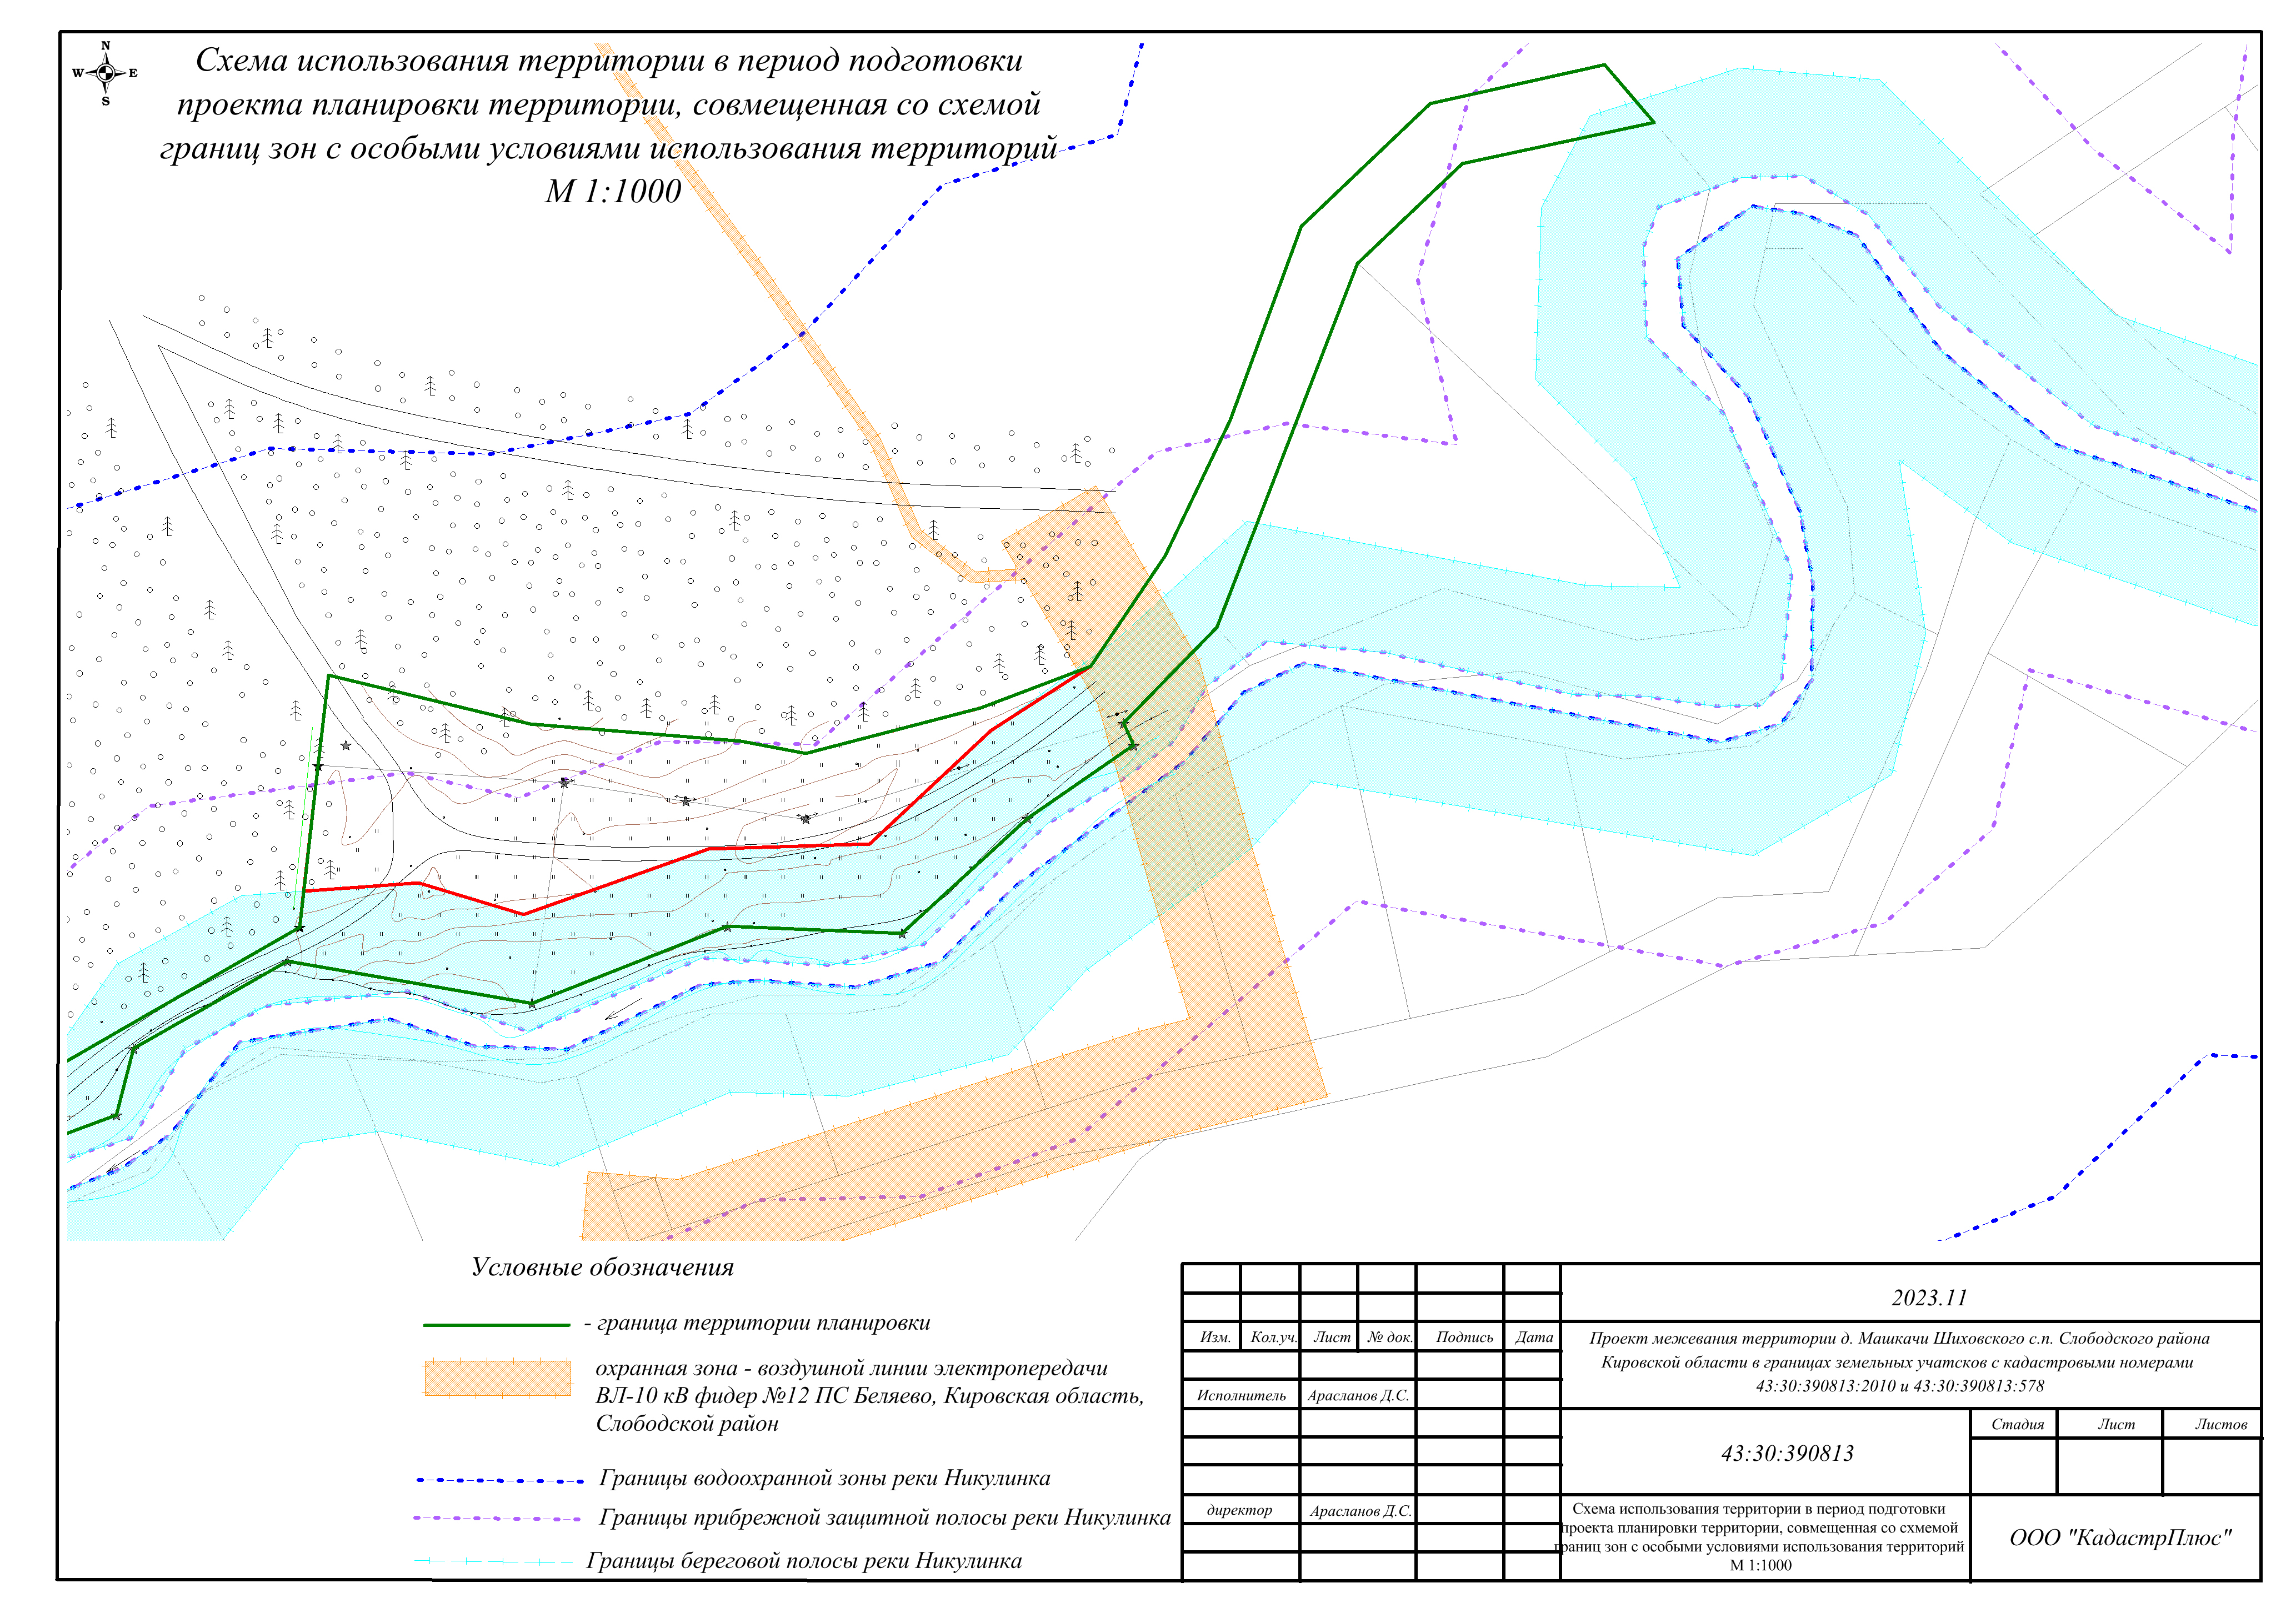 N
W E
S
Схема использования территории в период подготовки
проекта планировки территории, совмещенная со схемой
границ зон с особыми условиями использования территорий
М 1:1000
Условные обозначения
- граница территории планировки
охранная зона - воздушной линии электропередачи
ВЛ-10 кВ фидер №12 ПС Беляево, Кировская область,
Слободской район
Границы водоохранной зоны реки Никулинка
Границы прибрежной защитной полосы реки Никулинка
Границы береговой полосы реки Никулинка
2023.11
Изм. Кол.уч. Лист № док. Подпись Дата
Проект межевания территории д. Машкачи Шиховского с.п. Слободского района
Кировской области в границах земельных учатсков с кадастровыми номерами
43:30:390813:2010 и 43:30:390813:578
Исполнитель Арасланов Д.С.
43:30:390813
Стадия Лист Листов
директор Арасланов Д.С.
Схема использования территории в период подготовки
проекта планировки территории, совмещенная со схмемой
границ зон с особыми условиями использования территорий
М 1:1000
ООО "КадастрПлюс"